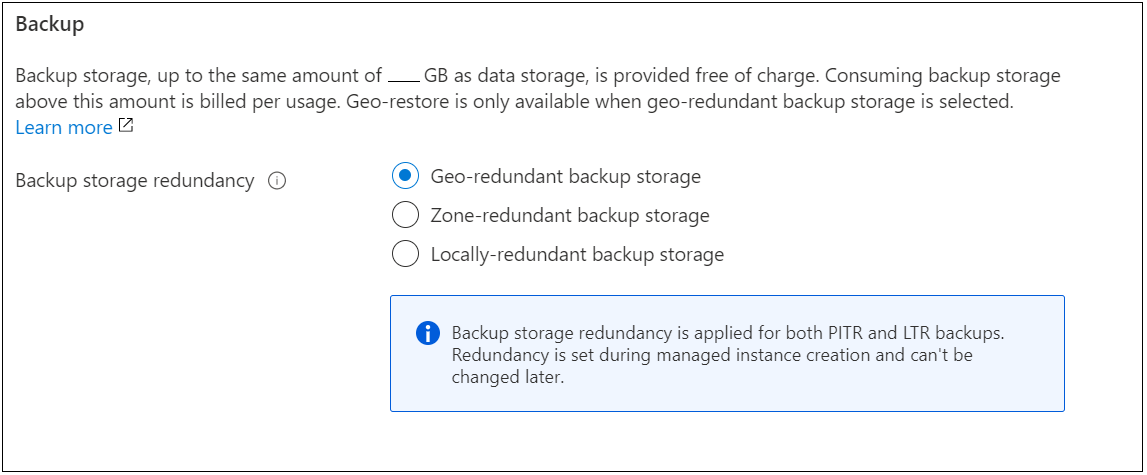 Backup
Backup storage, up to the same amount of ___ GB as data storage, is provided free of charge. Consuming backup storage
above this amount is billed per usage. Geo-restore is only available when geo-redundant backup storage is selected.
Learn more
Backup storage redundancy
Geo-redundant backup storage
Zone-redundant backup storage
Locally-redundant backup storage
Backup storage redundancy is applied for both PITR and LTR backups.
Redundancy is set during managed instance creation and can't be
changed later.